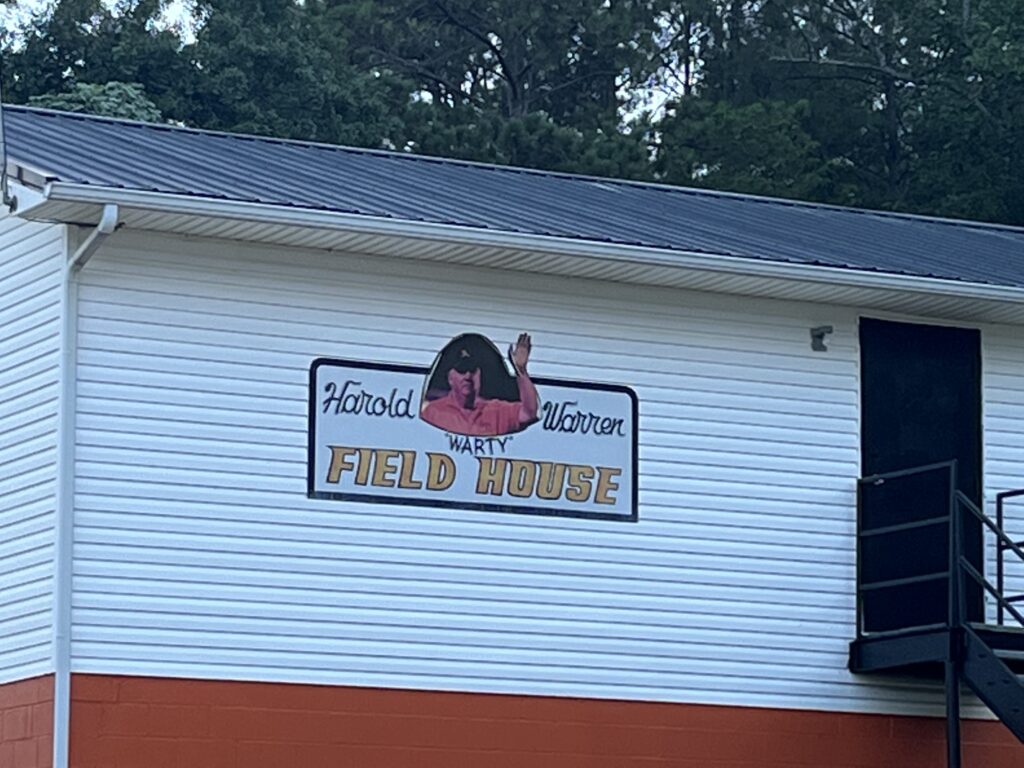 Harold Warren
"WARTY"
FIELD HOUSE